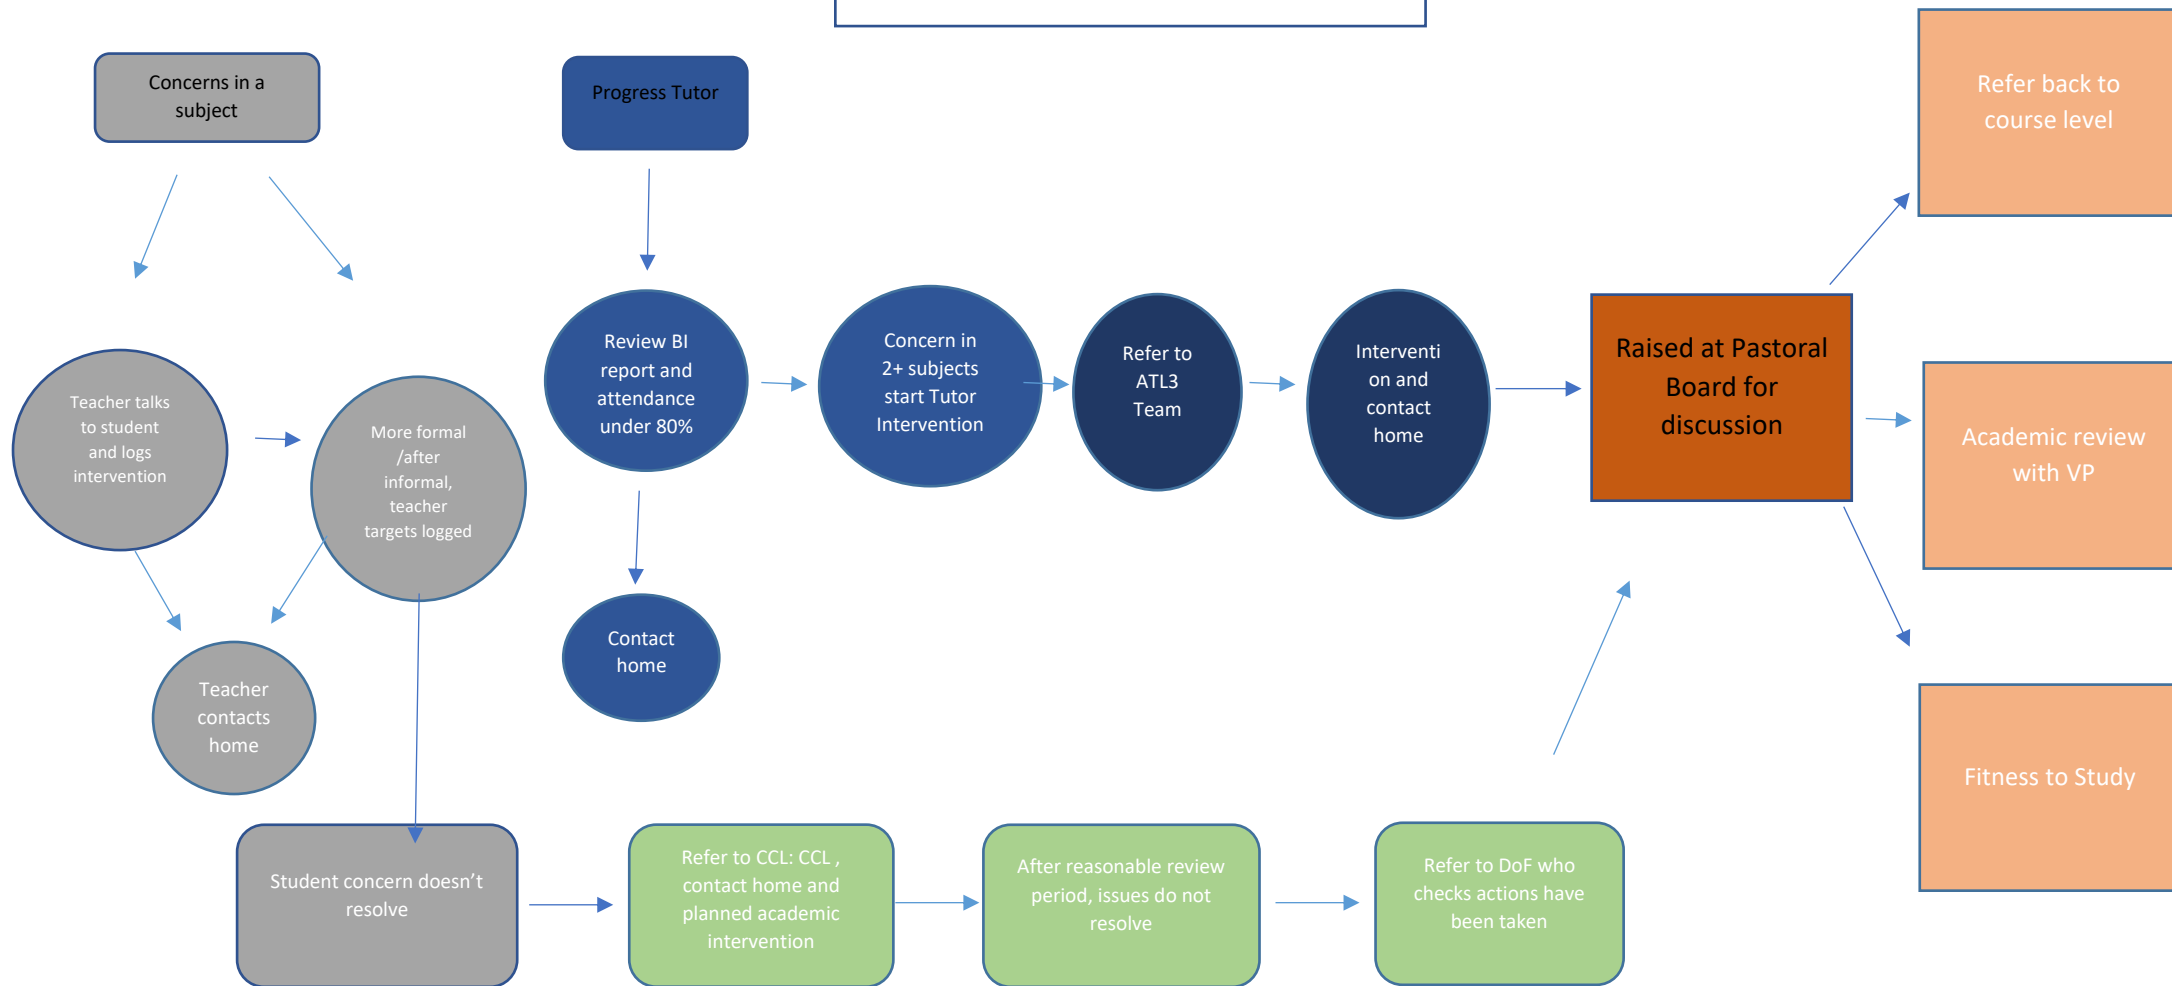 Concerns in a
subject
Progress Tutor
Refer back to
course level
Teacher talks
to student
and logs
intervention
More formal
/after
informal,
teacher
targets logged
Review BI
report and
attendance
under 80%
Concern in
2+ subjects
start Tutor
Intervention
Refer to
ATL3
Team
Interventi
on and
contact
home
Raised at Pastoral
Board for
discussion
Academic review
with VP
Contact
home
Teacher
contacts
home
Fitness to Study
Student concern doesn’t
resolve
Refer to CCL: CCL ,
contact home and
planned academic
intervention
After reasonable review
period, issues do not
resolve
Refer to DoF who
checks actions have
been taken